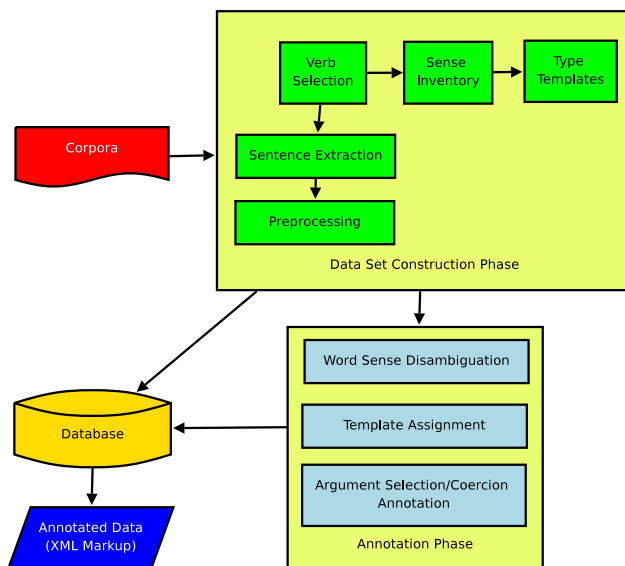 Verb
Selection
Sense
Inventory
Type
Templates
Corpora
Sentence Extraction
Preprocessing
Data Set Construction Phase
Word Sense Disambiguation
Template Assignment
Database
Argument Selection/Coercion
Annotation
Annotated Data
(XML Markup)
Annotation Phase